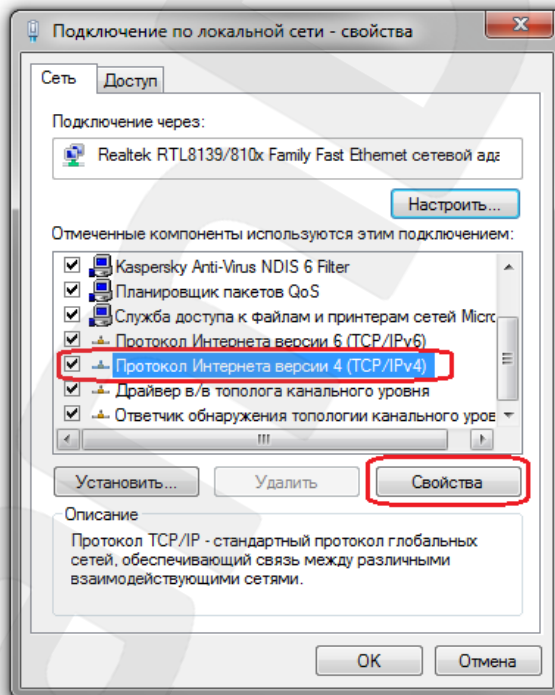 Подключение по локальной сети - свойства
Сеть
Доступ
Подключение через:
Realtek RTL8139/810x Family Fast Ethernet сетевой ада
Настроить...
Отмеченные компоненты используются этим подключением:
Kaspersky Anti-Virus NDIS 6 Filter
Планировщик пакетов QoS
Служба доступа к файлам и принтерам сетей Micro
Протокол Интернета версии 6 (TCP/IPv6)
Протокол Интернета версии 4 (TCP/IPv4)
Драйвер в/в тополога канального уровня
Ответчик обнаружения топологии канального уров
Установить...
Удалить
Свойства
Описание
Протокол TCP/IP - стандартный протокол глобальных
сетей, обеспечивающий связь между различными
взаимодействующими сетями.
OK
Отмена